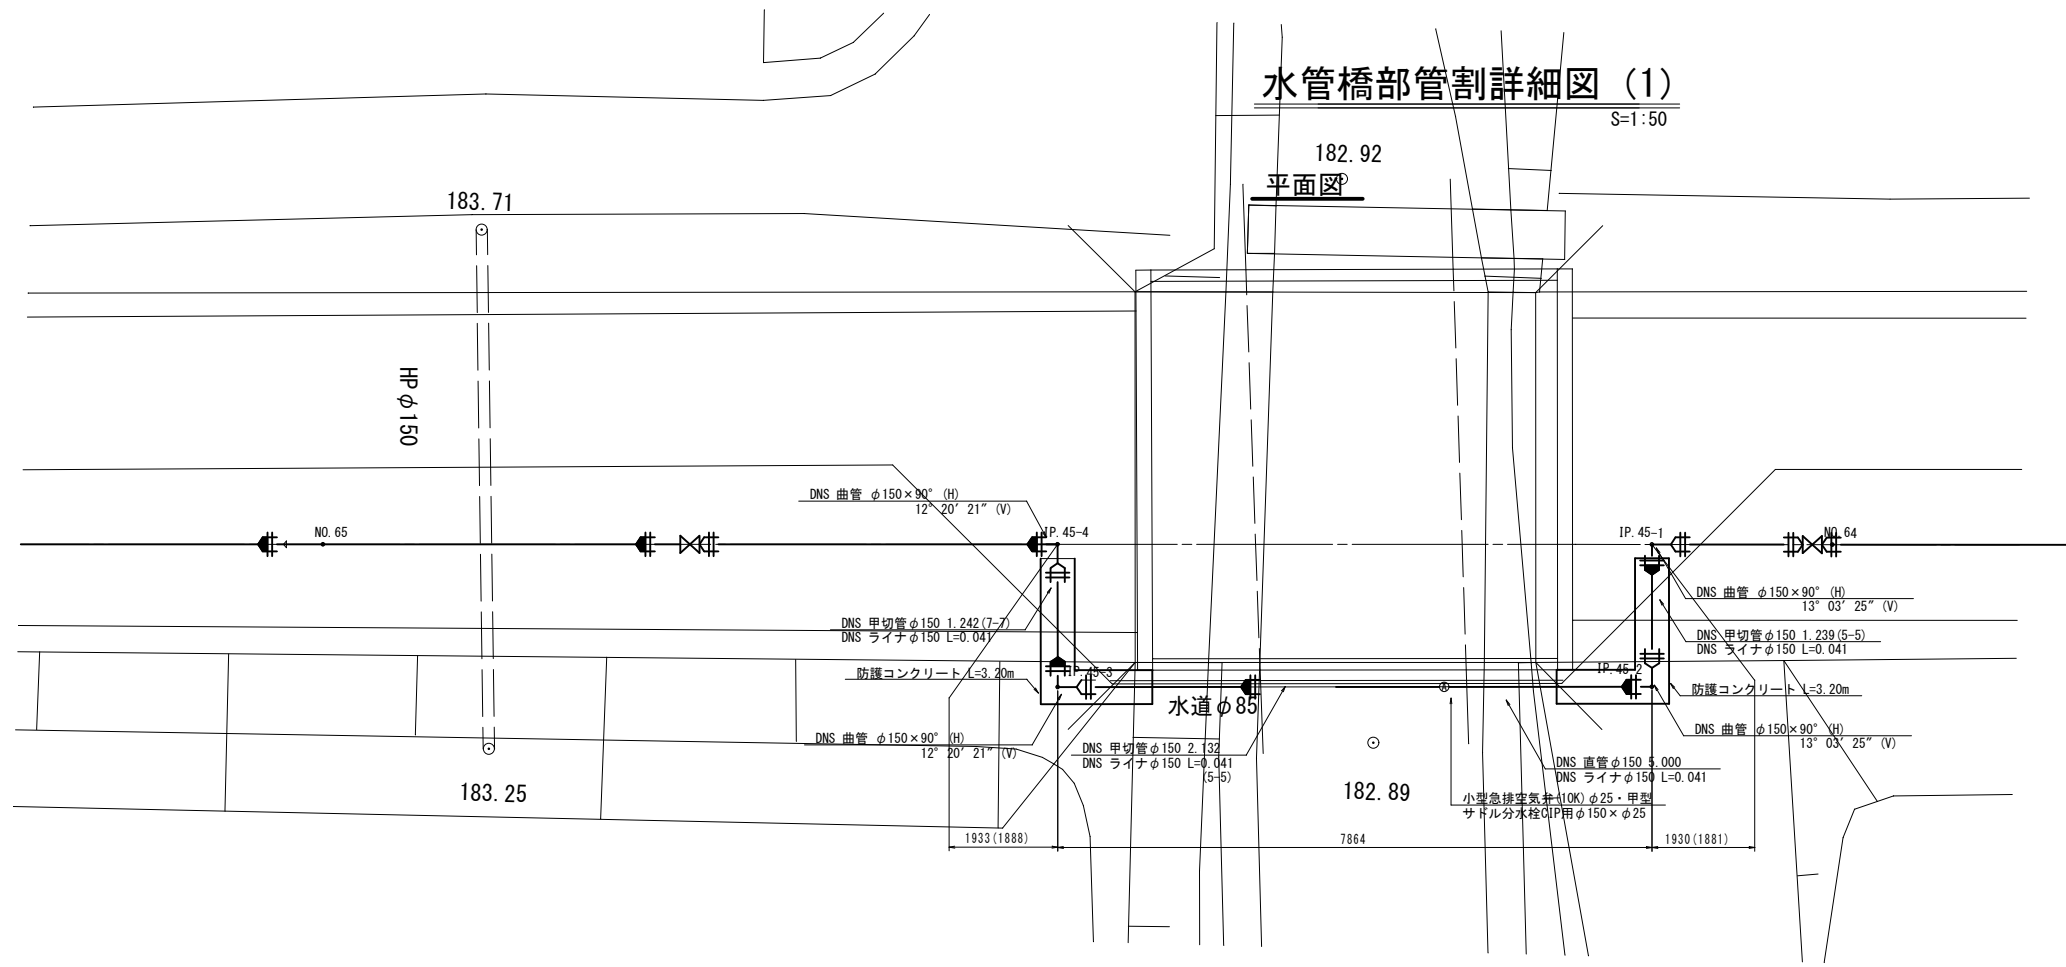 水管橋部管割詳細図 (1)
S=1:50
182.92
平面図
183.71
HPφ150
DNS 曲管 φ150×90° (H)
12° 20′ 21″ (V)
NO.65
IP.45-4
IP.45-1
NO.64
DNS 曲管 φ150×90° (H)
13° 03′ 25″ (V)
DNS 甲切管φ150 1.242(7-7)
DNS ライナφ150 L=0.041
DNS 甲切管φ150 1.239(5-5)
DNS ライナφ150 L=0.041
防護コンクリート L=3.20m
IP.45-3
IP.45-2
防護コンクリート L=3.20m
水道φ85
DNS 曲管 φ150×90° (H)
12° 20′ 21″ (V)
DNS 甲切管φ150 2.132
DNS ライナφ150 L=0.041
(5-5)
DNS 曲管 φ150×90° (H)
13° 03′ 25″ (V)
DNS 直管φ150 5.000
DNS ライナφ150 L=0.041
183.25
182.89
小型急排空気弁(10K)φ25・甲型
サドル分水栓CIP用φ150×φ25
1933(1888)
7864
1930(1881)